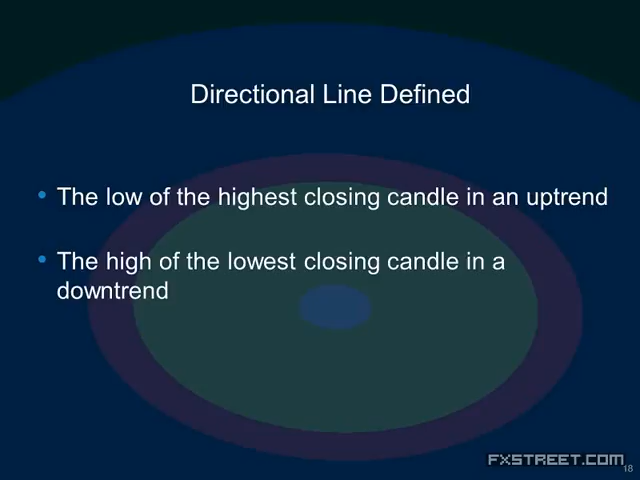 Directional Line Defined
• The low of the highest closing candle in an uptrend
• The high of the lowest closing candle in a
downtrend
FXSTREET.COM
18